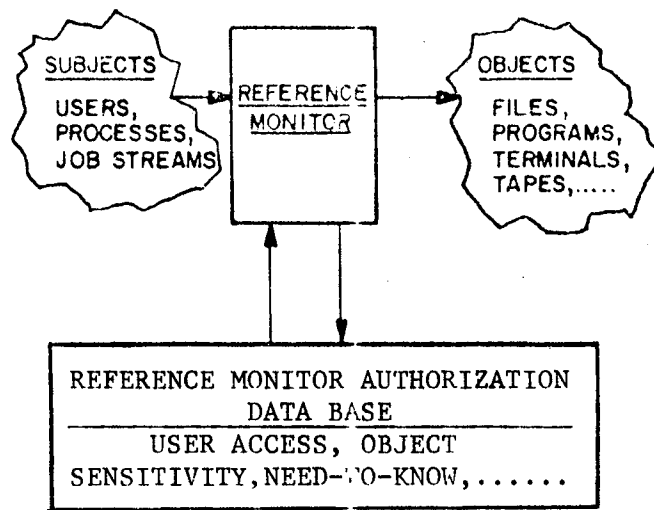 SUBJECTS
USERS,
PROCESSES,
JOB STREAMS
REFERENCE
MONITOR
OBJECTS
FILES,
PROGRAMS,
TERMINALS,
TAPES,.....
REFERENCE MONITOR AUTHORIZATION
DATA BASE
USER ACCESS, OBJECT
SENSITIVITY,NEED-TO-KNOW,......